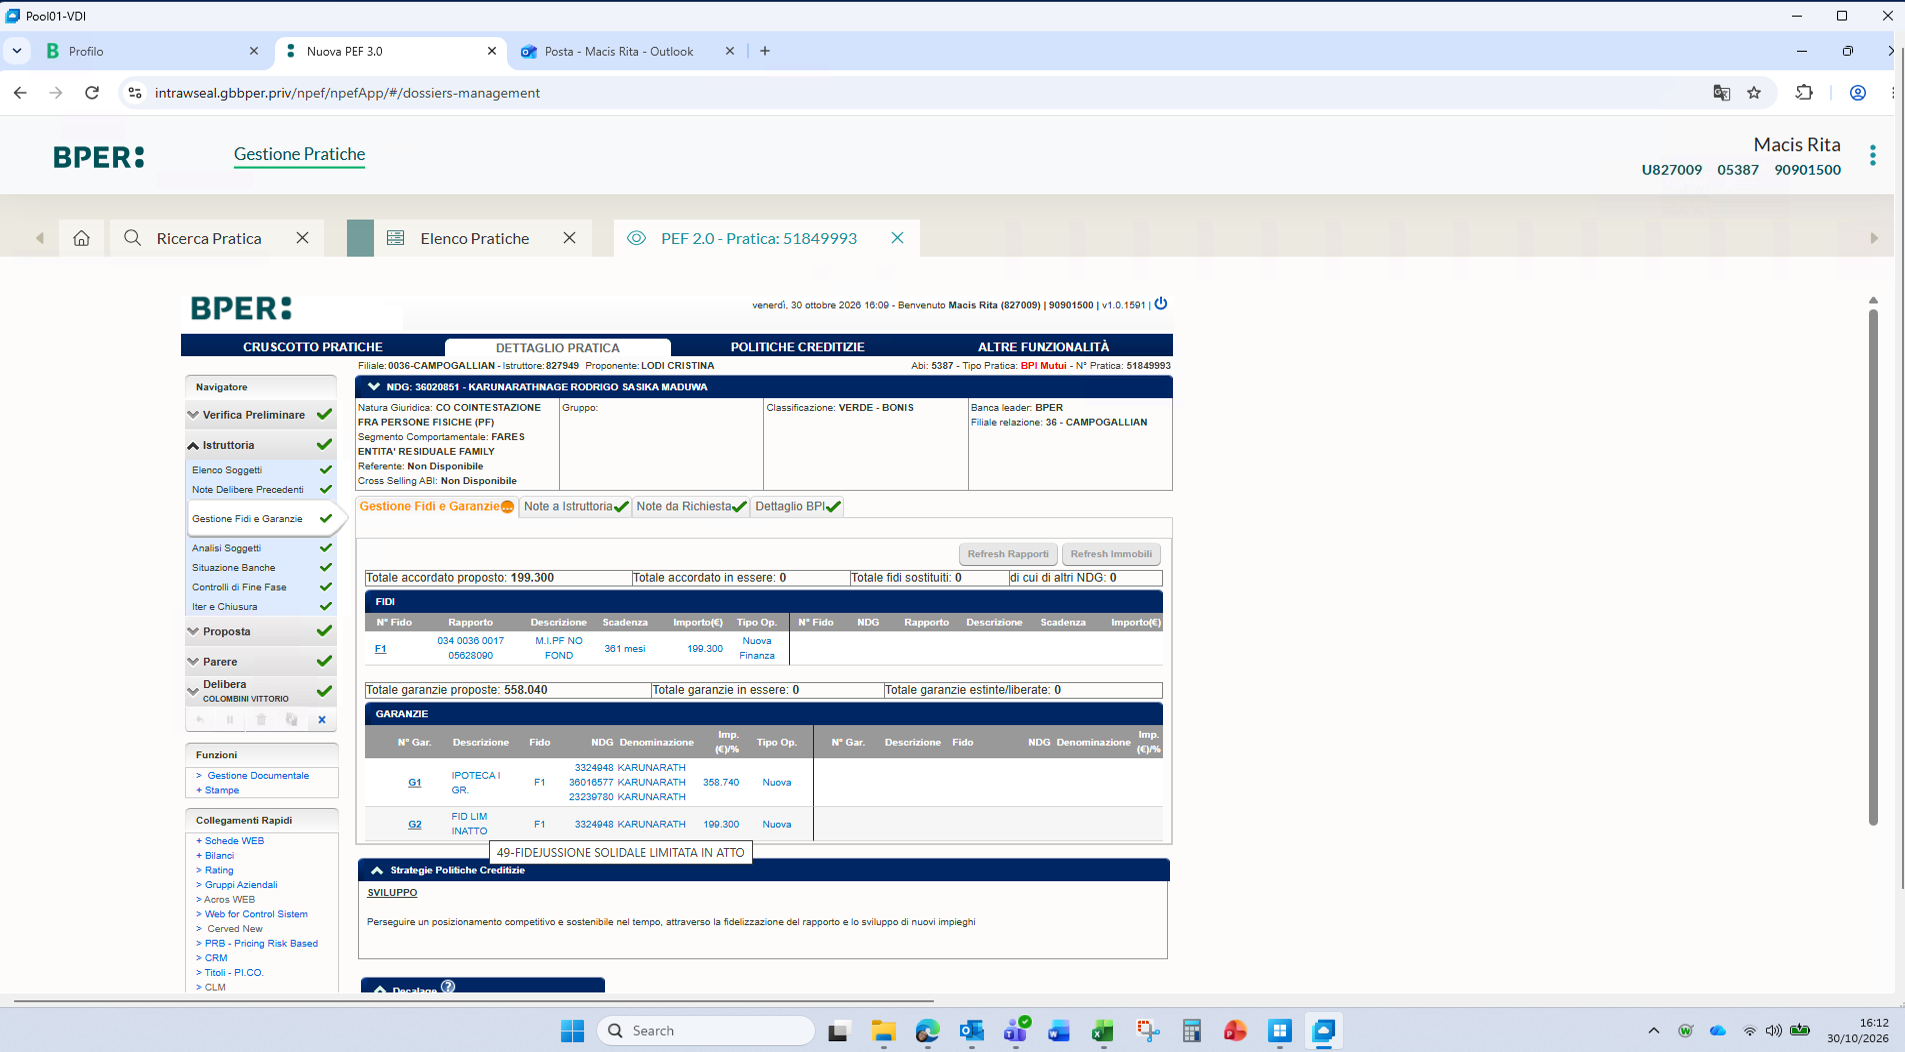 Pool01-VDI
Profilo
Nuova PEF 3.0
Posta - Macis Rita - Outlook
intrawseal.gbbper.priv/npef/npefApp/#/dossiers-management
BPER:
Gestione Pratiche
Macis Rita
U827009 05387 90901500
Ricerca Pratica
Elenco Pratiche
PEF 2.0 - Pratica: 51849993
BPER:
venerdì, 30 ottobre 2026 16:09 - Benvenuto Macis Rita (827009) | 90901500 | v1.0.1591 |
CRUSCOTTO PRATICHE
DETTAGLIO PRATICA
POLITICHE CREDITIZIE
ALTRE FUNZIONALITÀ
Filiale: 0036-CAMPOGALLIAN - Istruttore: 827949 Proponente: LODI CRISTINA
Abi: 5387 - Tipo Pratica: BPI Mutui - N° Pratica: 51849993
Navigatore
Verifica Preliminare
Istruttoria
Elenco Soggetti
Note Delibere Precedenti
Gestione Fidi e Garanzie
Analisi Soggetti
Situazione Banche
Controlli di Fine Fase
Iter e Chiusura
Proposta
Parere
Delibera
COLOMBINI VITTORIO
Funzioni
> Gestione Documentale
+ Stampe
Collegamenti Rapidi
+ Schede WEB
+ Bilanci
> Rating
> Gruppi Aziendali
> Acros WEB
> Web for Control Sistem
> Cerved New
> PRB - Pricing Risk Based
> CRM
> Titoli - PI.CO.
> CLM
NDG: 36020851 - KARUNARATHNAGE RODRIGO SASIKA MADUWA
Natura Giuridica: CO COINTESTAZIONE
FRA PERSONE FISICHE (PF)
Segmento Comportamentale: FARES
ENTITA' RESIDUALE FAMILY
Referente: Non Disponibile
Cross Selling ABI: Non Disponibile
Gruppo:
Classificazione: VERDE - BONIS
Banca leader: BPER
Filiale relazione: 36 - CAMPOGALLIAN
Gestione Fidi e Garanzie
Note a Istruttoria
Note da Richiesta
Dettaglio BPI
Refresh Rapporti
Refresh Immobili
Totale accordato proposto: 199.300
Totale accordato in essere: 0
Totale fidi sostituiti: 0
di cui di altri NDG: 0
FIDI
N° Fido Rapporto Descrizione Scadenza Importo(€) Tipo Op. N° Fido NDG Rapporto Descrizione Scadenza Importo(€)
F1 034 0036 0017 05628090 M.I.PF NO FOND 361 mesi 199.300 Nuova Finanza
Totale garanzie proposte: 558.040
Totale garanzie in essere: 0
Totale garanzie estinte/liberate: 0
GARANZIE
N° Gar. Descrizione Fido NDG Denominazione Imp. (€)/% Tipo Op. N° Gar. Descrizione Fido NDG Denominazione Imp. (€)/%
G1 IPOTECA I GR. F1 3324948 KARUNARATH 358.740 Nuova
36016577 KARUNARATH
23239780 KARUNARATH
G2 FID LIM INATTO F1 3324948 KARUNARATH 199.300 Nuova
49-FIDEJUSSIONE SOLIDALE LIMITATA IN ATTO
Strategie Politiche Creditizie
SVILUPPO
Perseguire un posizionamento competitivo e sostenibile nel tempo, attraverso la fidelizzazione del rapporto e lo sviluppo di nuovi impieghi
Decalage
Search
16:12
30/10/2026